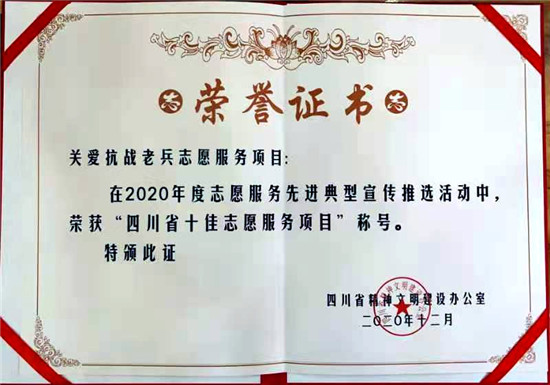 荣誉证书
关爱抗战老兵志愿服务项目:
在2020年度志愿服务先进典型宣传推选活动中,
荣获“四川省十佳志愿服务项目”称号。
特颁此证
四川省精神文明建设办公室
二〇二〇年十二月